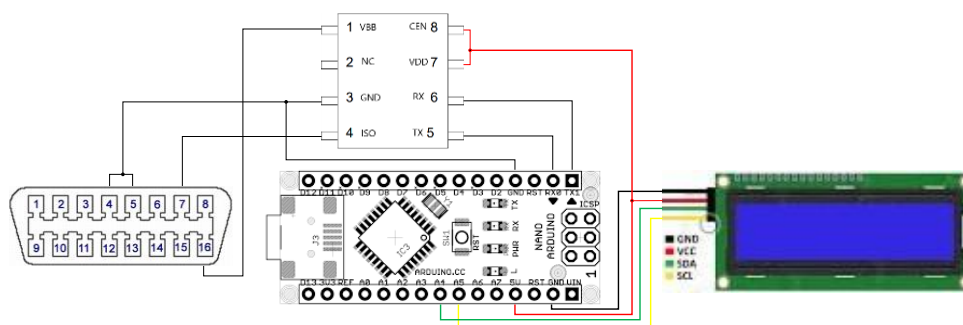 1 VBB CEN 8
2 NC VDD 7
3 GND RX 6
4 ISO TX 5
D12 D11 D10 D9 D8 D7 D6 D5 D4 D3 D2 GND RST RX0 TX1
1 2 3 4 5 6 7 8
9 10 11 12 13 14 15 16
J3
IC3
Y1
SW1
RST
TX
RX
PWR
L
ICSP
NANO
ARDUINO
1
ARDUINO.CC
D13 3V3 REF A0 A1 A2 A3 A4 A5 A6 A7 5V RST GND VIN
GND
VCC
SDA
SCL